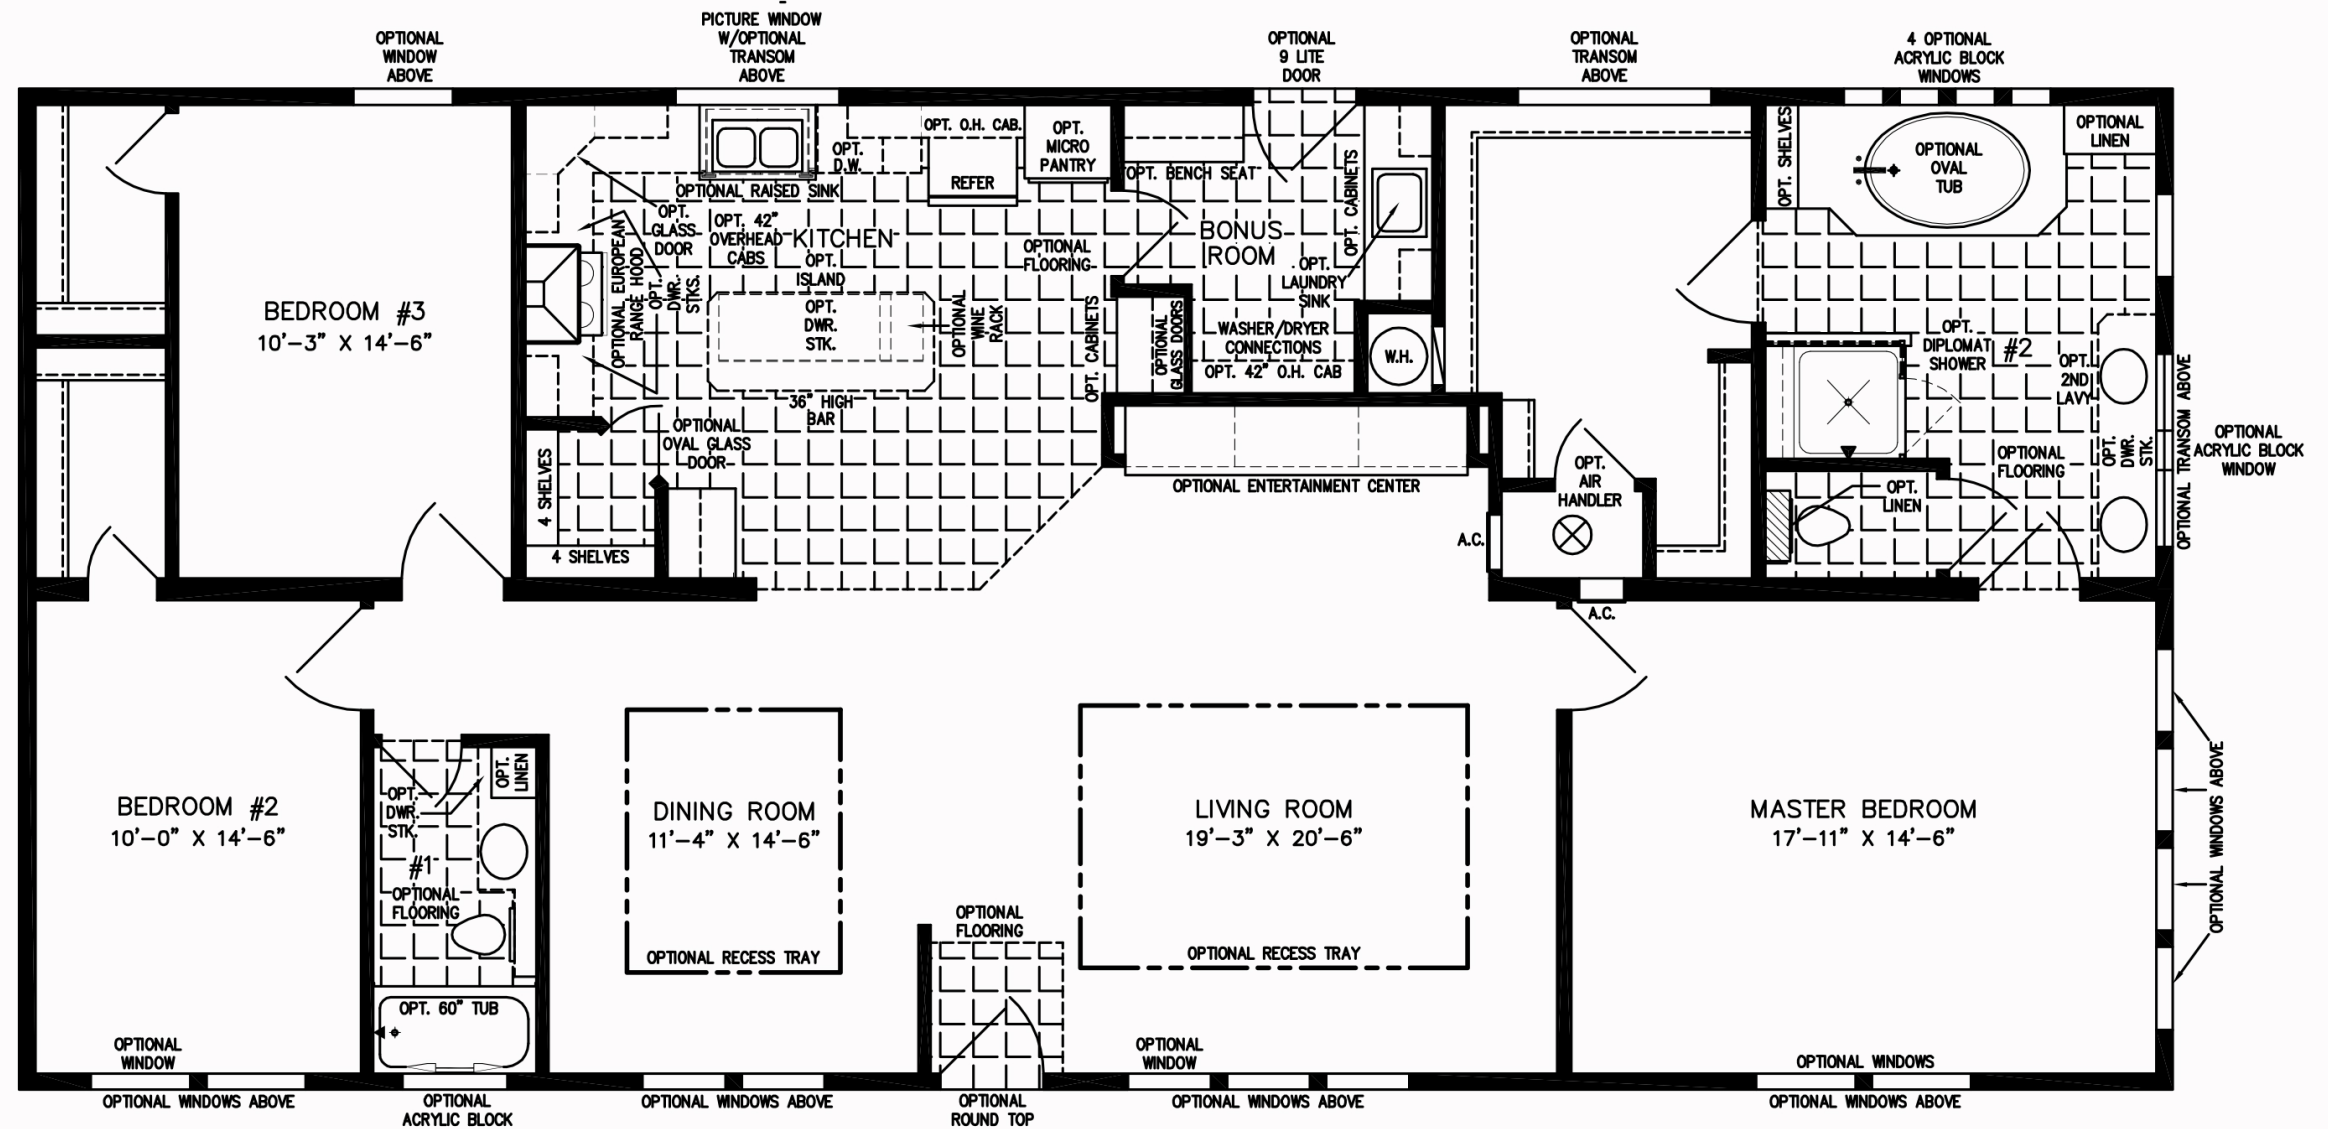 PICTURE WINDOW
W/OPTIONAL
TRANSOM
ABOVE
OPTIONAL
WINDOW
ABOVE
OPTIONAL
9 LITE
DOOR
OPTIONAL
TRANSOM
ABOVE
4 OPTIONAL
ACRYLIC BLOCK
WINDOWS
BEDROOM #3
10'-3" X 14'-6"
OPT.
D.W.
OPT. O.H. CAB.
REFER
OPT.
MICRO
PANTRY
OPTIONAL RAISED SINK
OPT.
GLASS
DOOR
OPT. 42"
OVERHEAD
CABS
KITCHEN
OPT.
ISLAND
OPT.
DWR.
STK.
OPTIONAL EUROPEAN
RANGE HOOD
OPT.
DWR.
STKS.
OPTIONAL
WINE
RACK
OPTIONAL
FLOORING
OPT. CABINETS
36" HIGH
BAR
OPTIONAL
OVAL GLASS
DOOR
4 SHELVES
4 SHELVES
OPT. BENCH SEAT
BONUS
ROOM
OPT. CABINETS
OPT.
LAUNDRY
SINK
OPTIONAL
GLASS DOORS
WASHER/DRYER
CONNECTIONS
OPT. 42" O.H. CAB
W.H.
OPTIONAL ENTERTAINMENT CENTER
OPT.
AIR
HANDLER
A.C.
A.C.
OPT. SHELVES
OPTIONAL
OVAL
TUB
OPTIONAL
LINEN
OPT.
DIPLOMAT
SHOWER
#2
OPT.
2ND
LAVY
OPTIONAL
FLOORING
OPT.
DWR.
STK.
OPT.
LINEN
OPTIONAL TRANSOM ABOVE
OPTIONAL
ACRYLIC BLOCK
WINDOW
BEDROOM #2
10'-0" X 14'-6"
OPTIONAL
WINDOW
OPTIONAL WINDOWS ABOVE
OPT.
LINEN
OPT.
DWR.
STK.
#1
OPTIONAL
FLOORING
OPT. 60" TUB
OPTIONAL
ACRYLIC BLOCK
DINING ROOM
11'-4" X 14'-6"
OPTIONAL RECESS TRAY
OPTIONAL WINDOWS ABOVE
OPTIONAL
FLOORING
OPTIONAL
ROUND TOP
LIVING ROOM
19'-3" X 20'-6"
OPTIONAL RECESS TRAY
OPTIONAL
WINDOW
OPTIONAL WINDOWS ABOVE
MASTER BEDROOM
17'-11" X 14'-6"
OPTIONAL WINDOWS
OPTIONAL WINDOWS ABOVE
OPTIONAL WINDOWS ABOVE